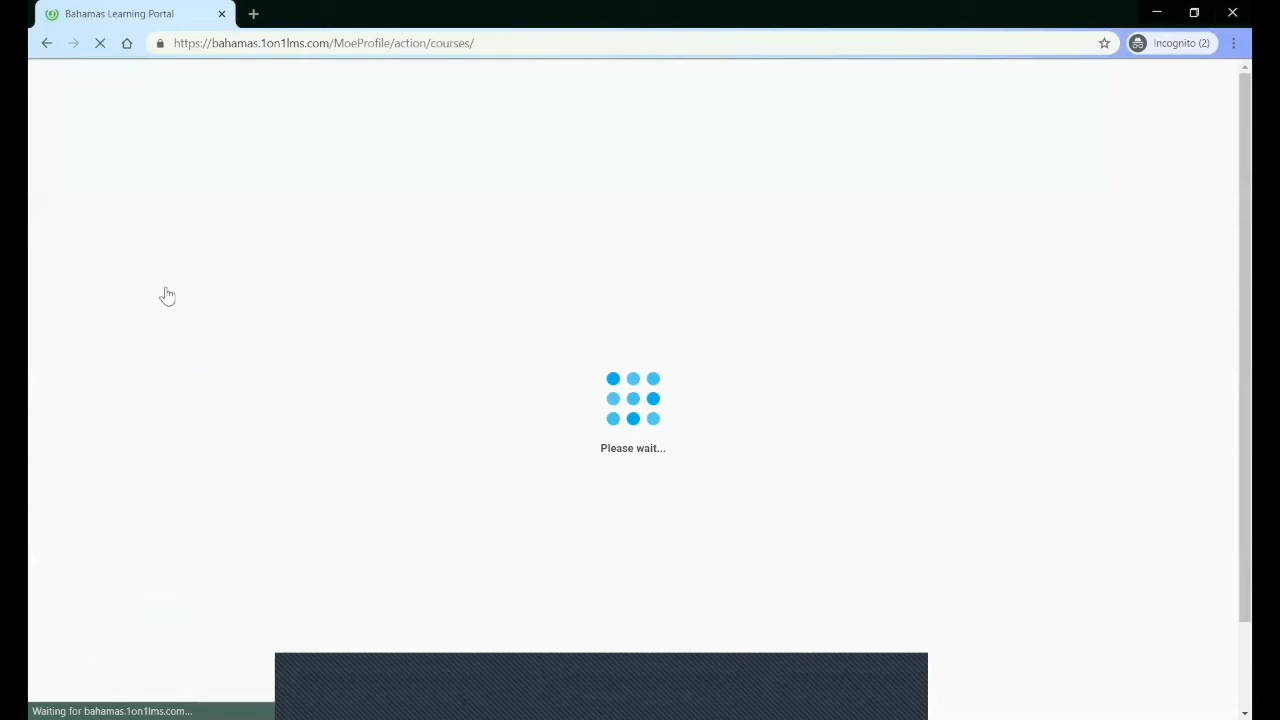 Bahamas Learning Portal
https://bahamas.1on1lms.com/MoeProfile/action/courses/
Incognito (2)
Please wait...
Waiting for bahamas.1on1lms.com...